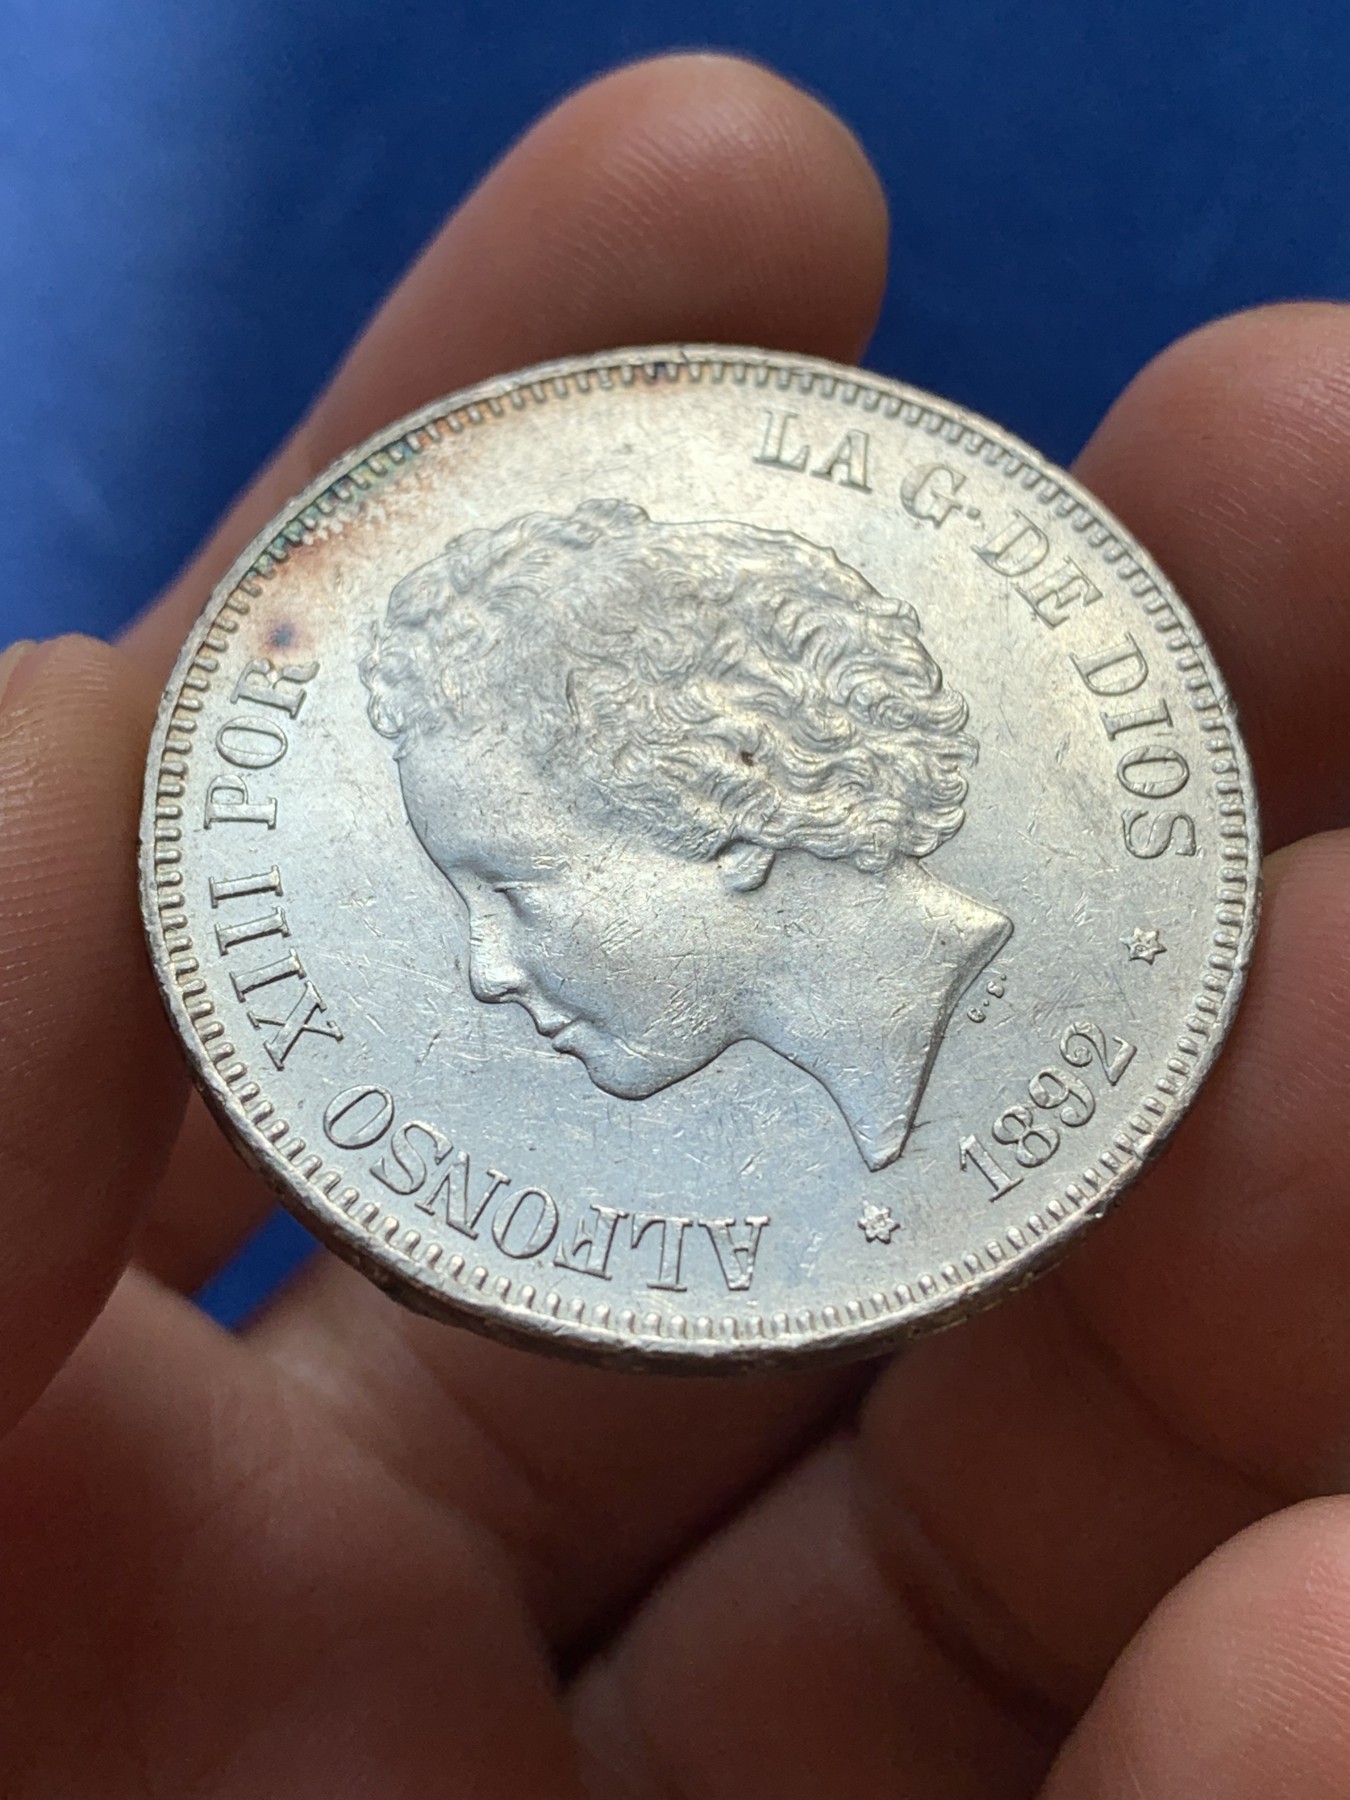 ALFONSO XIII POR LA G. DE DIOS
1892
G.S.